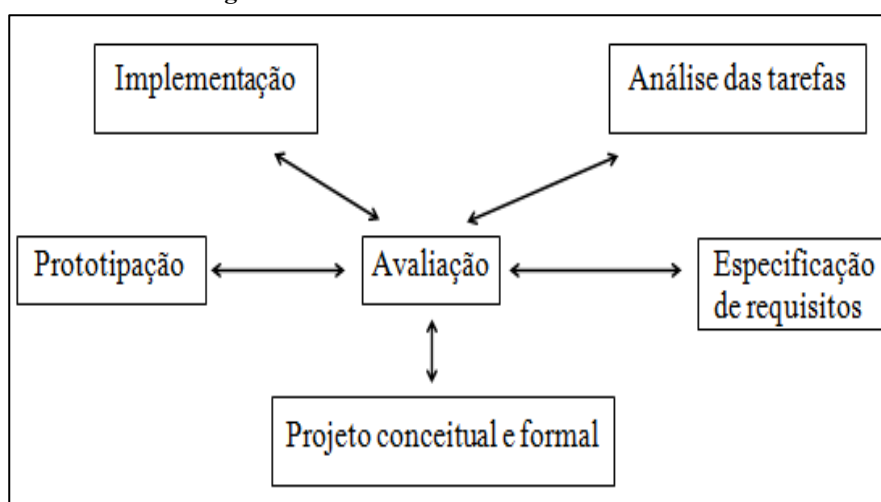 Implementação
Análise das tarefas
Prototipação
Avaliação
Especificação
de requisitos
Projeto conceitual e formal